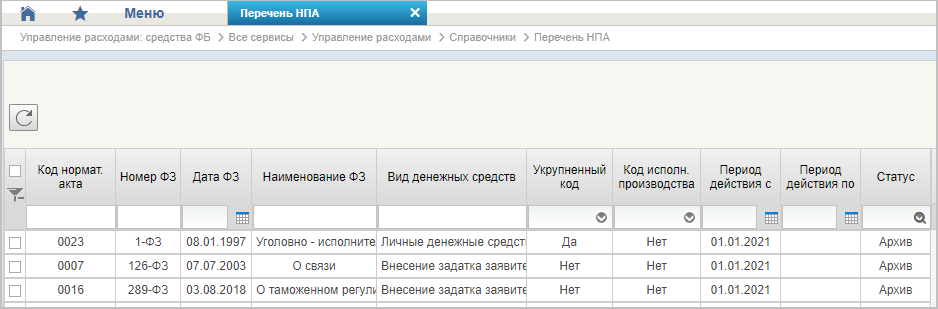 Меню Перечень НПА
Управление расходами: средства ФБ Все сервисы Управление расходами Справочники Перечень НПА
Код нормат. акта Номер ФЗ Дата ФЗ Наименование ФЗ Вид денежных средств Укрупненный код Код исполн. производства Период действия с Период действия по Статус
0023 1-ФЗ 08.01.1997 Уголовно - исполните Личные денежные средст Да Нет 01.01.2021 Архив
0007 126-ФЗ 07.07.2003 О связи Внесение задатка заявите Нет Нет 01.01.2021 Архив
0016 289-ФЗ 03.08.2018 О таможенном регули Внесение задатка заявите Нет Нет 01.01.2021 Архив